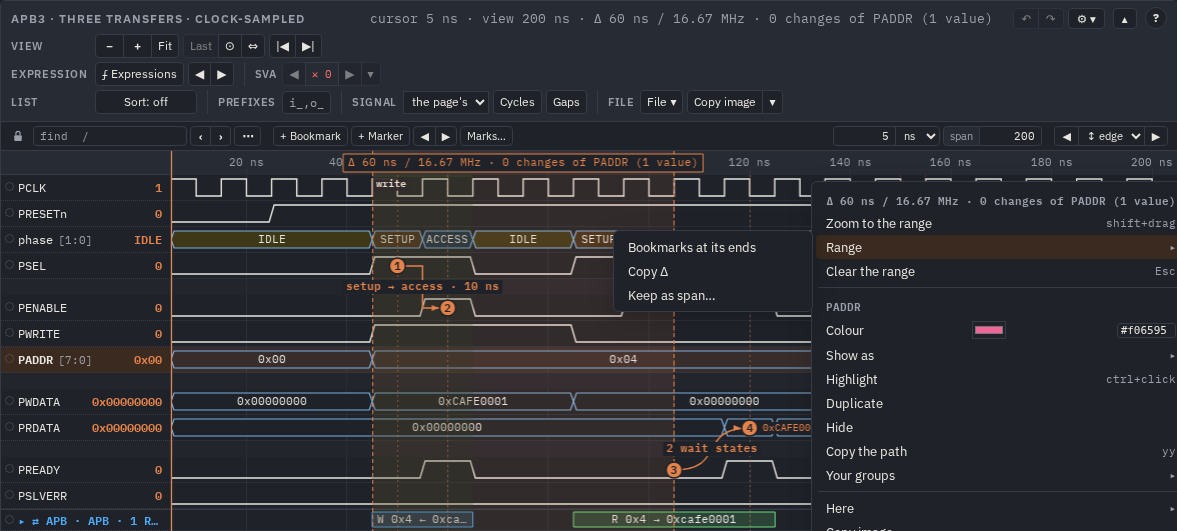 APB3 · THREE TRANSFERS · CLOCK-SAMPLED
cursor 5 ns · view 200 ns · Δ 60 ns / 16.67 MHz · 0 changes of PADDR (1 value)
VIEW − + Fit Last
EXPRESSION ⨍ Expressions ◀ ▶ SVA ◀ × 0 ▶ ▾
LIST Sort: off PREFIXES i_,o_ SIGNAL the page's Cycles Gaps FILE File ▾ Copy image ▾
find / ‹ › ⋯ + Bookmark + Marker ◀ ▶ Marks… 5 ns span 200 ◀ ↕ edge ▶
20 ns 40 Δ 60 ns / 16.67 MHz · 0 changes of PADDR (1 value) 120 ns 140 ns 160 ns 180 ns 200 ns
PCLK 1 write
PRESETn 0
phase [1:0] IDLE IDLE SETUP ACCESS IDLE SETUP
PSEL 0 1
setup → access · 10 ns
PENABLE 0 2
PWRITE 0
PADDR [7:0] 0x00 0x00 0x04
PWDATA 0x00000000 0x00000000 0xCAFE0001 0x00000000
PRDATA 0x00000000 0x00000000 4 0xCAFE00
2 wait states
PREADY 0 3
PSLVERR 0
▸ ⇄ APB · APB · 1 R… W 0x4 ← 0xca… R 0x4 → 0xcafe0001
Bookmarks at its ends
Copy Δ
Keep as span…
Δ 60 ns / 16.67 MHz · 0 changes of PADDR (1 value)
Zoom to the range shift+drag
Range ▸
Clear the range Esc
PADDR
Colour #f06595
Show as ▸
Highlight ctrl+click
Duplicate
Hide
Copy the path yy
Your groups ▸
Here ▸
Copy image